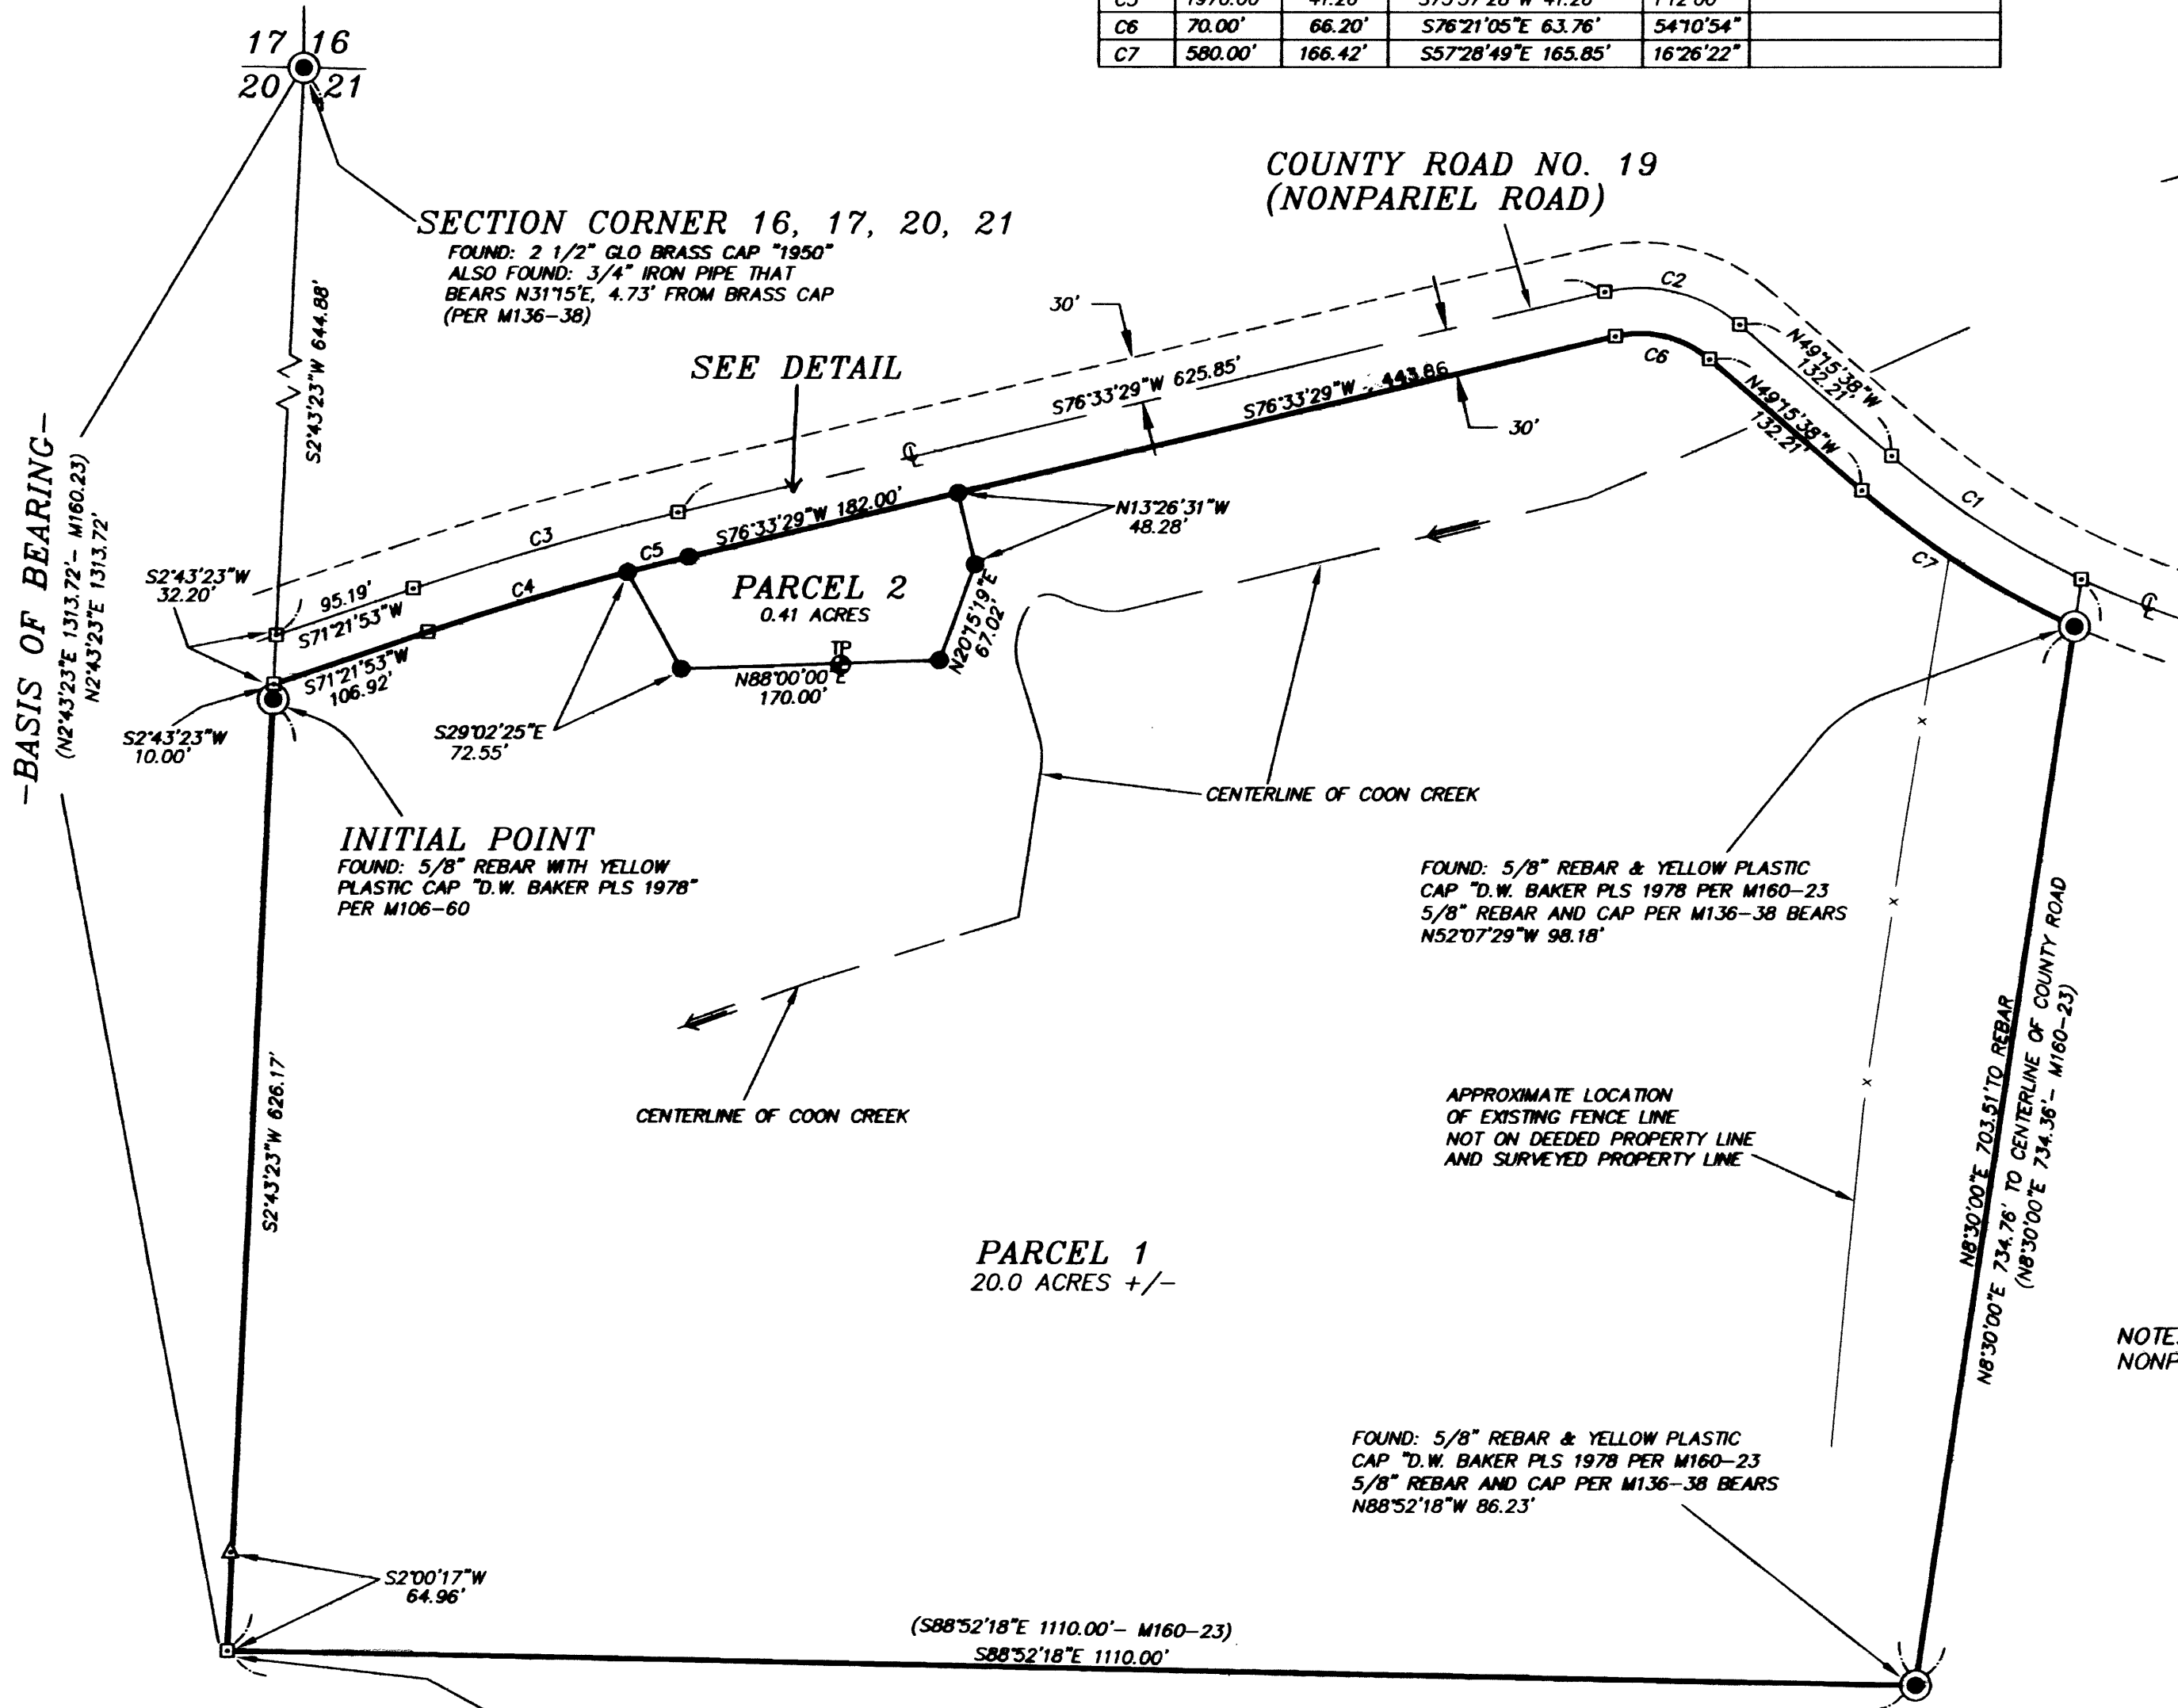 C5 1970.00' 41.26' S75°57'28"W 41.26' 1°12'00"
C6 70.00' 66.20' S76°21'05"E 63.76' 54°10'54"
C7 580.00' 166.42' S57°28'49"E 165.85' 16°26'22"
17 16
20 21
COUNTY ROAD NO. 19
(NONPARIEL ROAD)
SECTION CORNER 16, 17, 20, 21
FOUND: 2 1/2" GLO BRASS CAP "1950"
ALSO FOUND: 3/4" IRON PIPE THAT
BEARS N31°15'E, 4.73' FROM BRASS CAP
(PER M136-38)
S2°43'23"W 644.88'
30'
C2
SEE DETAIL
S76°33'29"W 625.85'
S76°33'29"W 443.86
30'
C6
N49°15'38"W
132.21'
N49°15'38"W
132.21'
-BASIS OF BEARING-
(N2°43'23"E 1313.72'- M160.23)
N2°43'23"E 1313.72'
CL
C3
C5
S76°33'29"W 182.00'
N13°26'31"W
48.28'
C1
C7
S2°43'23"W
32.20'
95.19'
S71°21'53"W
C4
PARCEL 2
0.41 ACRES
N20°15'19"E
67.02'
CL
TP
S71°21'53"W
106.92'
N88°00'00"E
170.00'
S2°43'23"W
10.00'
S29°02'25"E
72.55'
CENTERLINE OF COON CREEK
INITIAL POINT
FOUND: 5/8" REBAR WITH YELLOW
PLASTIC CAP "D.W. BAKER PLS 1978"
PER M106-60
FOUND: 5/8" REBAR & YELLOW PLASTIC
CAP "D.W. BAKER PLS 1978 PER M160-23
5/8" REBAR AND CAP PER M136-38 BEARS
N52°07'29"W 98.18'
CENTERLINE OF COON CREEK
S2°43'23"W 626.17'
APPROXIMATE LOCATION
OF EXISTING FENCE LINE
NOT ON DEEDED PROPERTY LINE
AND SURVEYED PROPERTY LINE
N8°30'00"E 703.51' TO REBAR
N8°30'00"E 734.76' TO CENTERLINE OF COUNTY ROAD
(N8°30'00"E 734.36'- M160-23)
PARCEL 1
20.0 ACRES +/-
NOTE:
NONP
FOUND: 5/8" REBAR & YELLOW PLASTIC
CAP "D.W. BAKER PLS 1978 PER M160-23
5/8" REBAR AND CAP PER M136-38 BEARS
N88°52'18"W 86.23'
S2°00'17"W
64.96'
(S88°52'18"E 1110.00'- M160-23)
S88°52'18"E 1110.00'